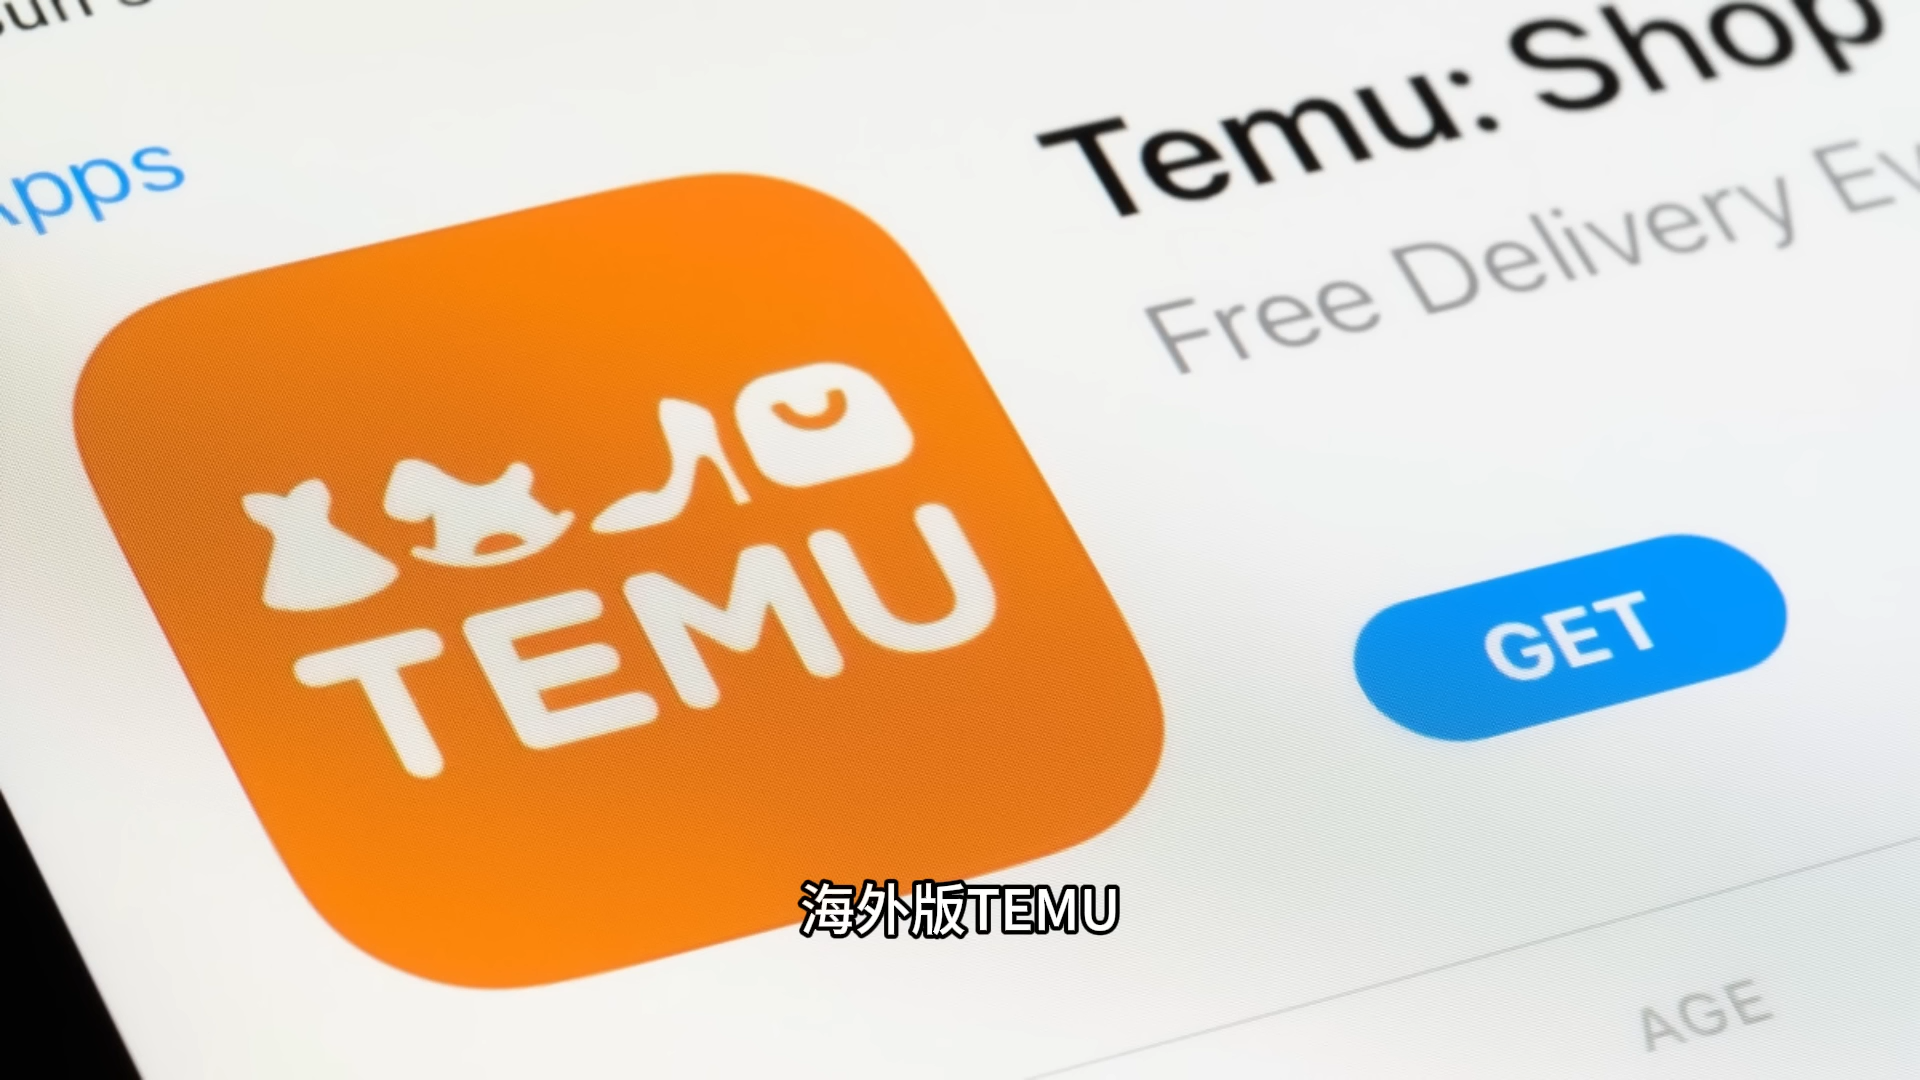 Apps
Temu: Shop
Free Delivery
TEMU
GET
海外版TEMU
AGE